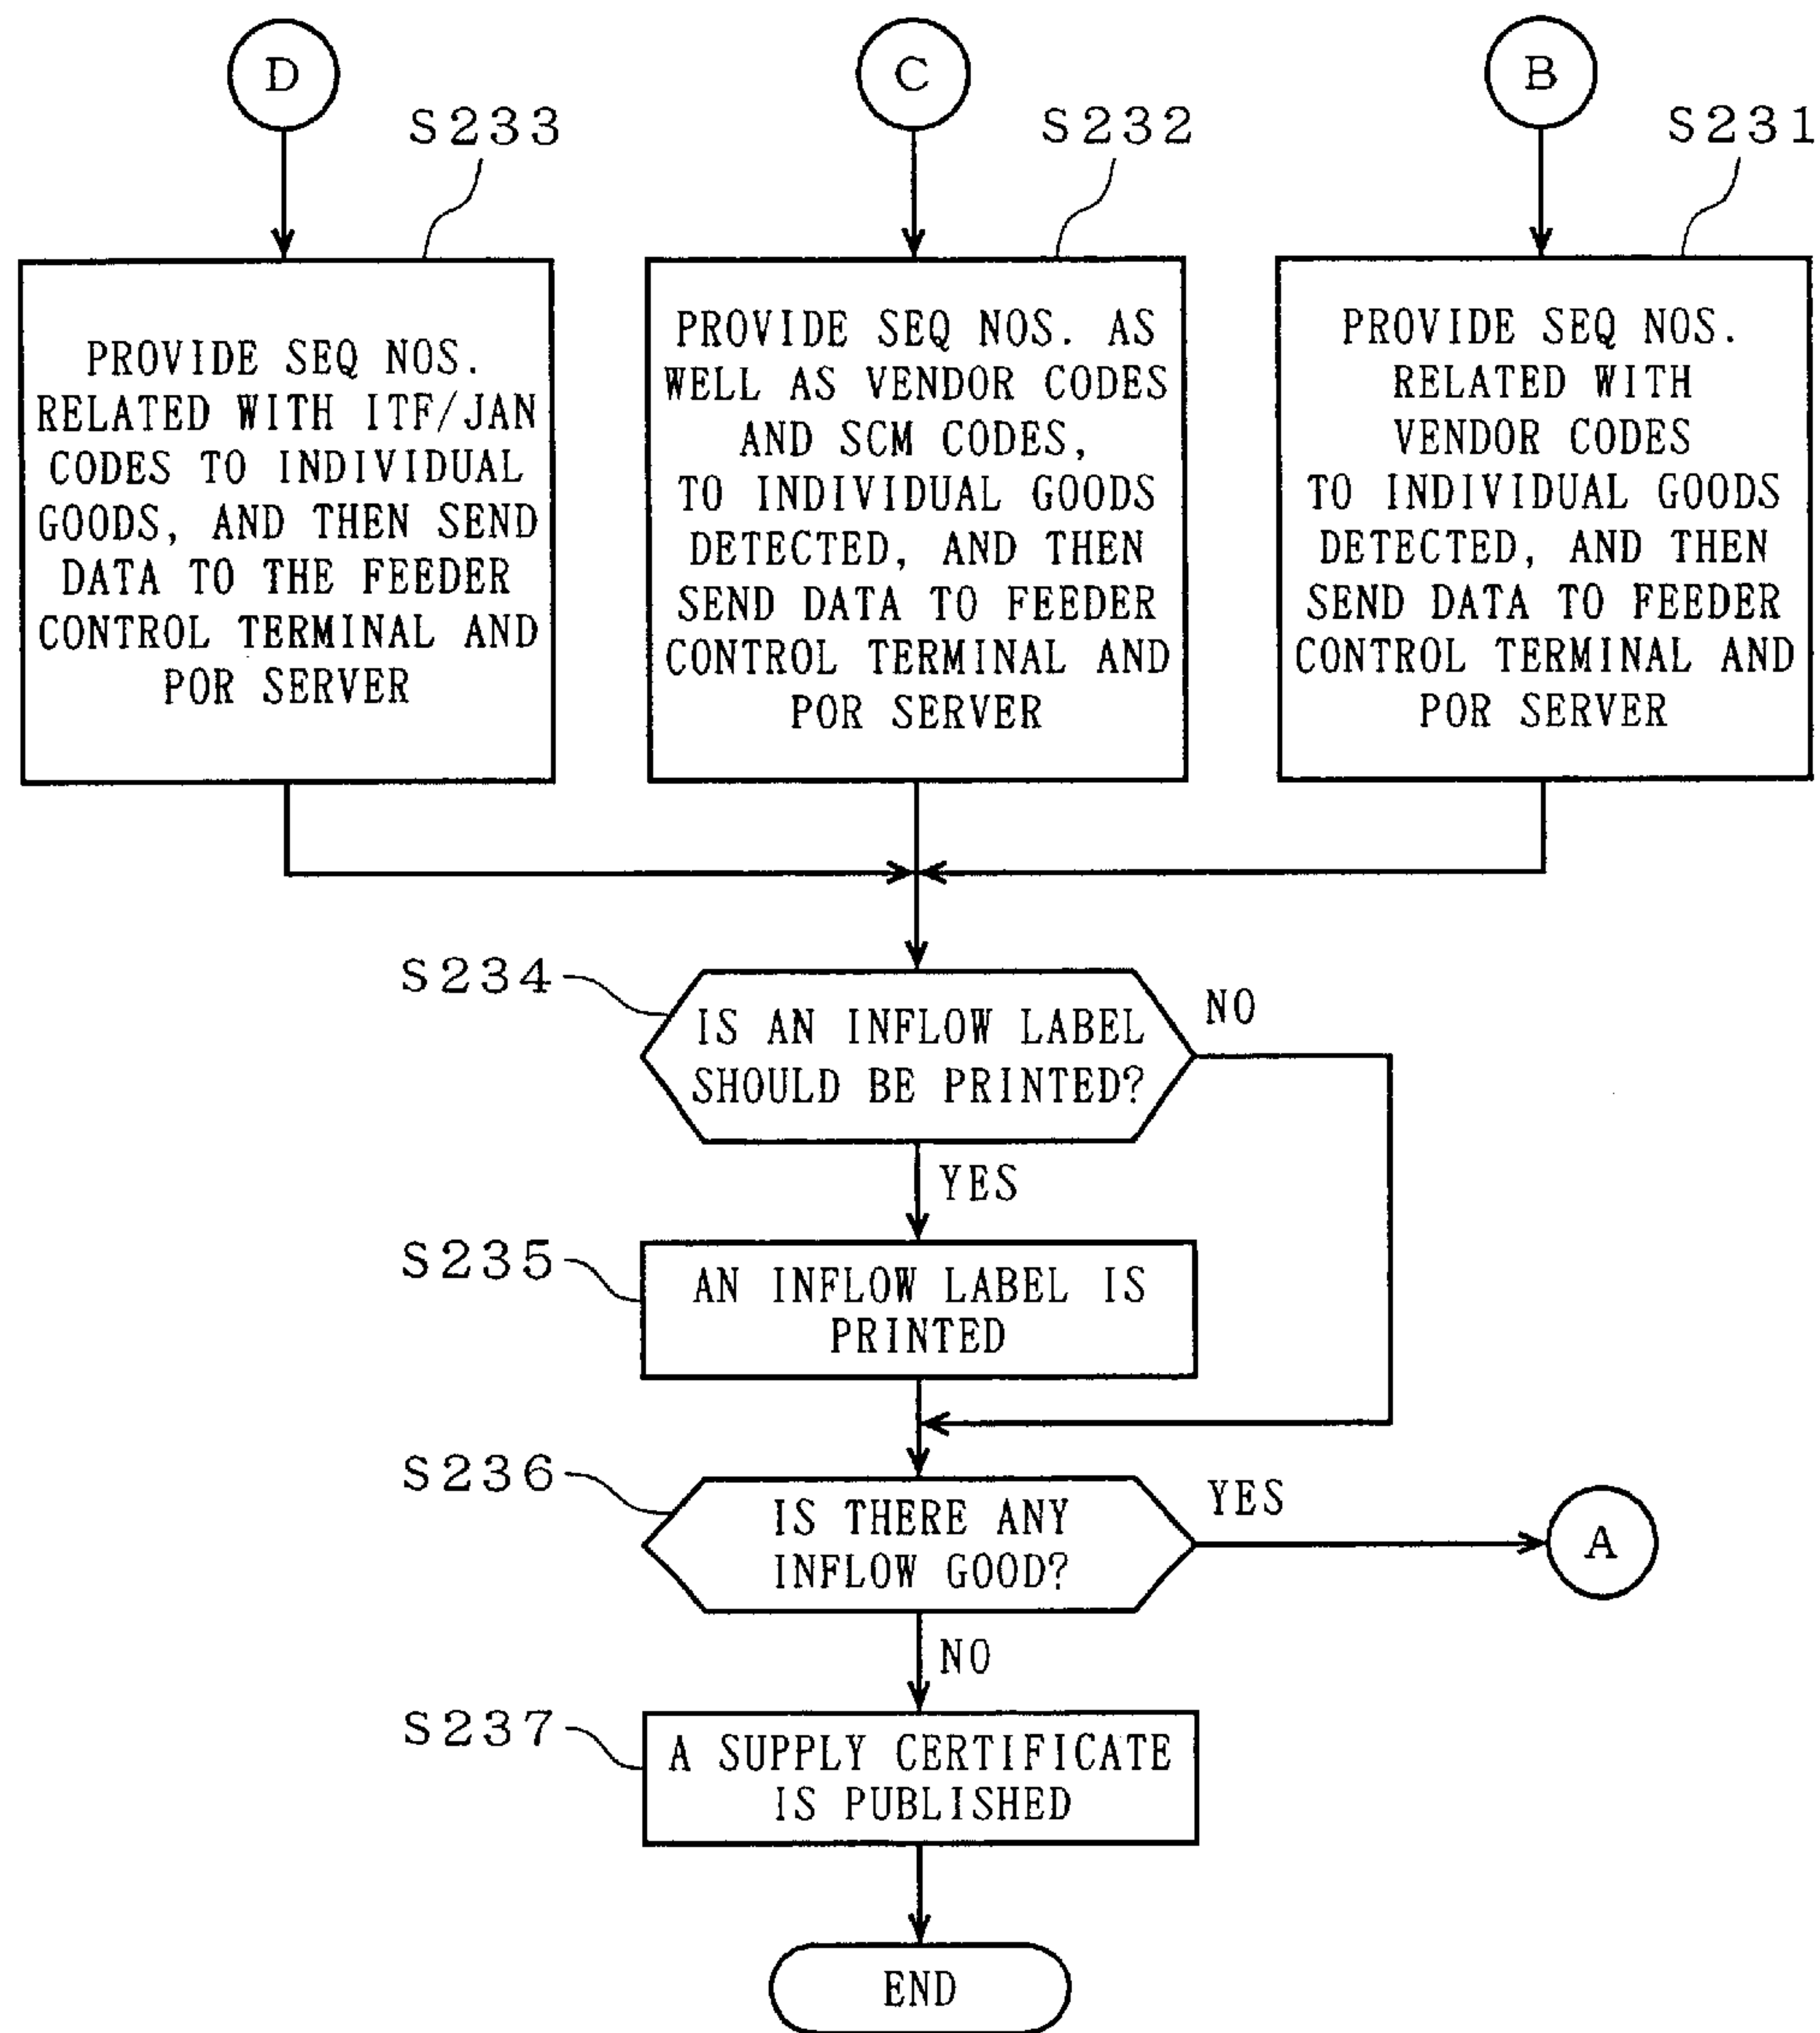 D
C
B
S233
S232
S231
PROVIDE SEQ NOS.
RELATED WITH ITF/JAN
CODES TO INDIVIDUAL
GOODS, AND THEN SEND
DATA TO THE FEEDER
CONTROL TERMINAL AND
POR SERVER
PROVIDE SEQ NOS. AS
WELL AS VENDOR CODES
AND SCM CODES,
TO INDIVIDUAL GOODS
DETECTED, AND THEN
SEND DATA TO FEEDER
CONTROL TERMINAL AND
POR SERVER
PROVIDE SEQ NOS.
RELATED WITH
VENDOR CODES
TO INDIVIDUAL GOODS
DETECTED, AND THEN
SEND DATA TO FEEDER
CONTROL TERMINAL AND
POR SERVER
S234
IS AN INFLOW LABEL
SHOULD BE PRINTED?
NO
YES
S235
AN INFLOW LABEL IS
PRINTED
S236
IS THERE ANY
INFLOW GOOD?
YES
A
NO
S237
A SUPPLY CERTIFICATE
IS PUBLISHED
END